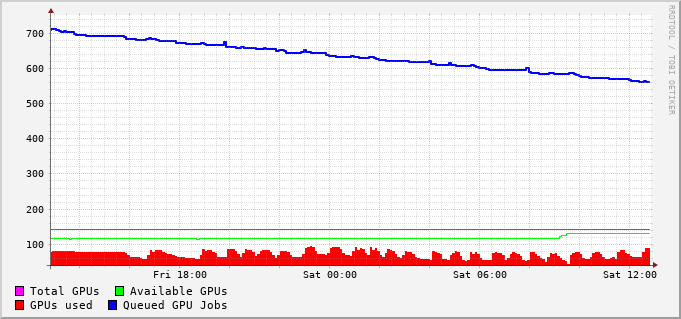 700
600
500
400
300
200
100
Fri 18:00 Sat 00:00 Sat 06:00 Sat 12:00
Total GPUs Available GPUs
GPUs used Queued GPU Jobs
RRDTOOL / TOBI OETIKER